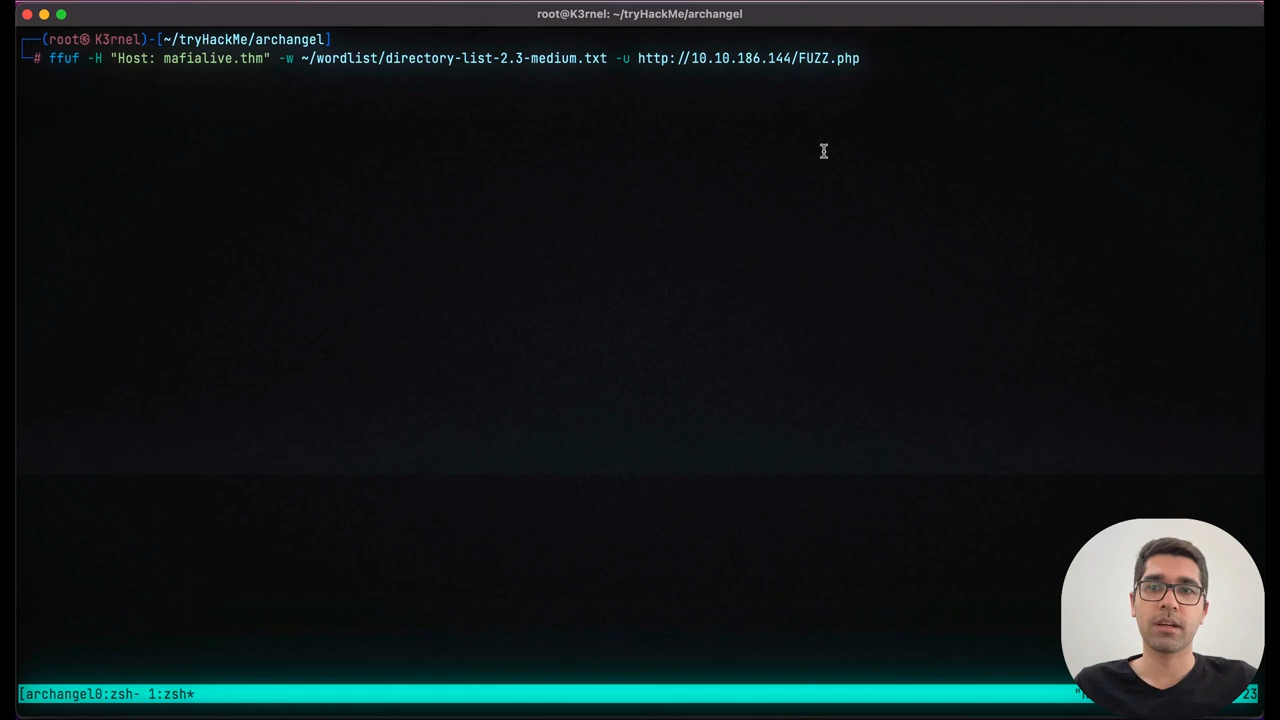 root@K3rnel: ~/tryHackMe/archangel
(root㉿K3rnel)-[~/tryHackMe/archangel]
# ffuf -H "Host: mafialive.thm" -w ~/wordlist/directory-list-2.3-medium.txt -u http://10.10.186.144/FUZZ.php
[archangel0:zsh- 1:zsh* 23